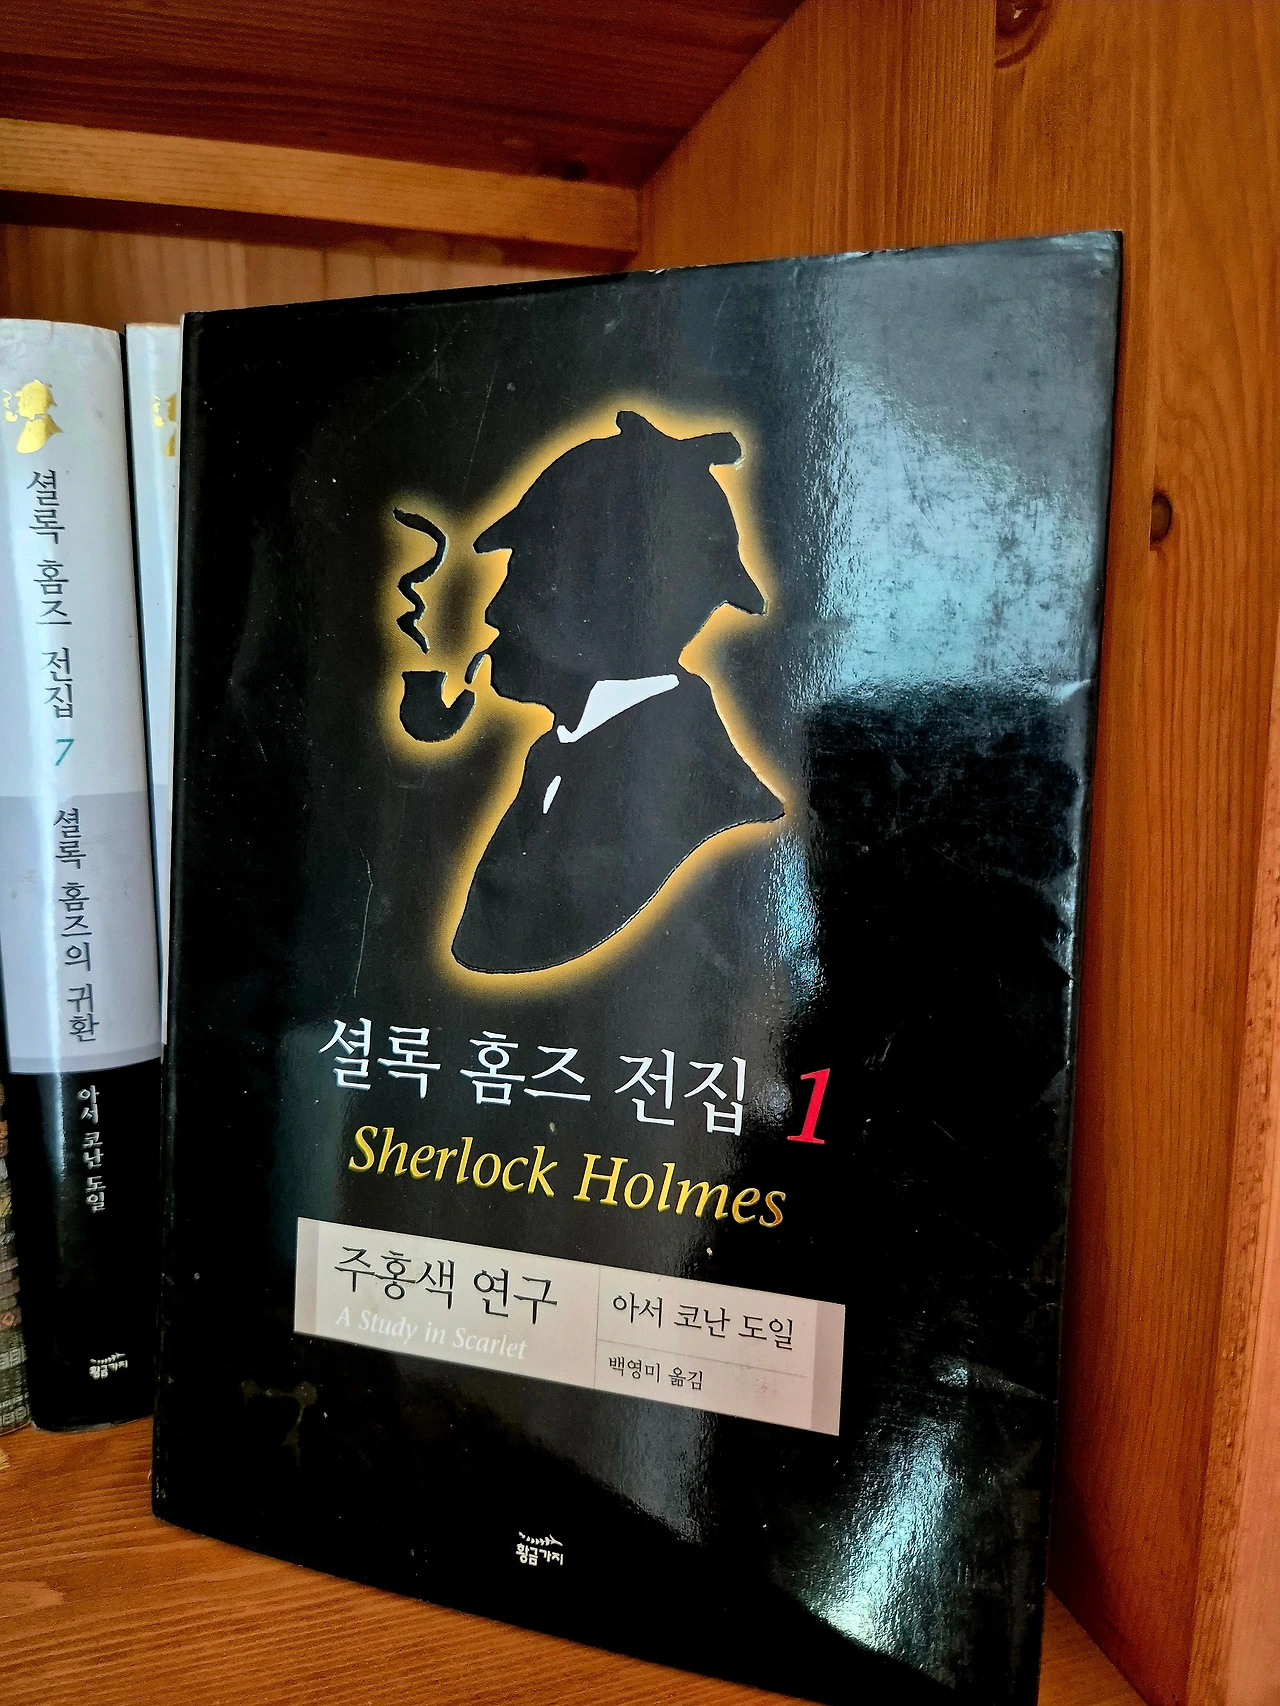 셜록 홈즈 전집 7
셜록 홈즈의 귀환
아서 코난 도일
황금가지
셜록 홈즈 전집 1
Sherlock Holmes
주홍색 연구
A Study in Scarlet
아서 코난 도일
백영미 옮김
황금가지